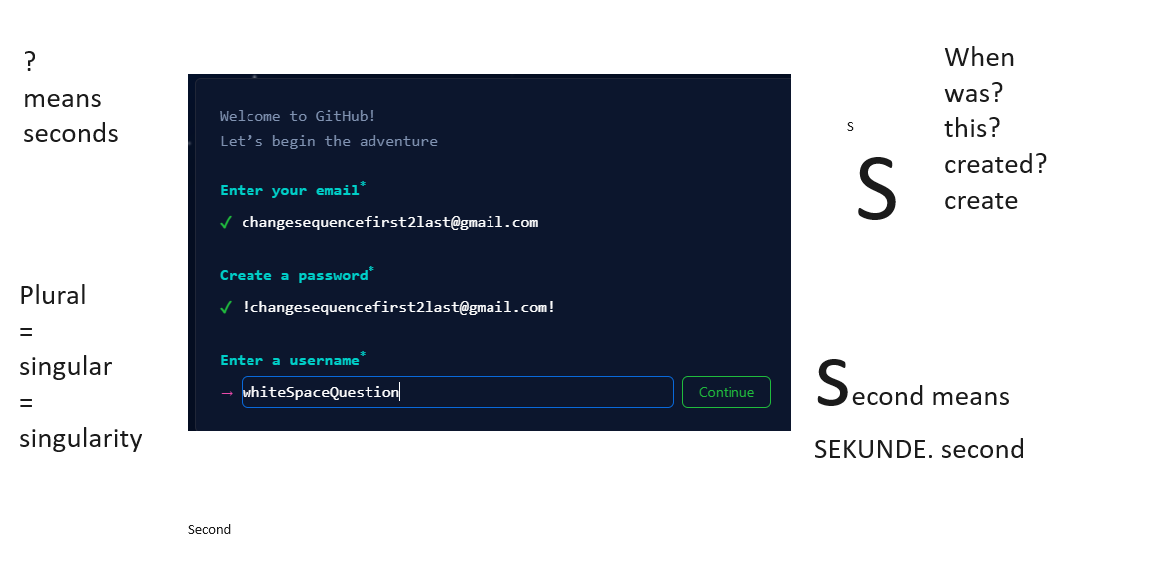 ?
means
seconds
Plural
=
singular
=
singularity
Welcome to GitHub!
Let’s begin the adventure
Enter your email*
✓ changesequencefirst2last@gmail.com
Create a password*
✓ !changesequencefirst2last@gmail.com!
Enter a username*
→ whiteSpaceQuestion
Continue
Second
s
S
When
was?
this?
created?
create
Second means
SEKUNDE. second